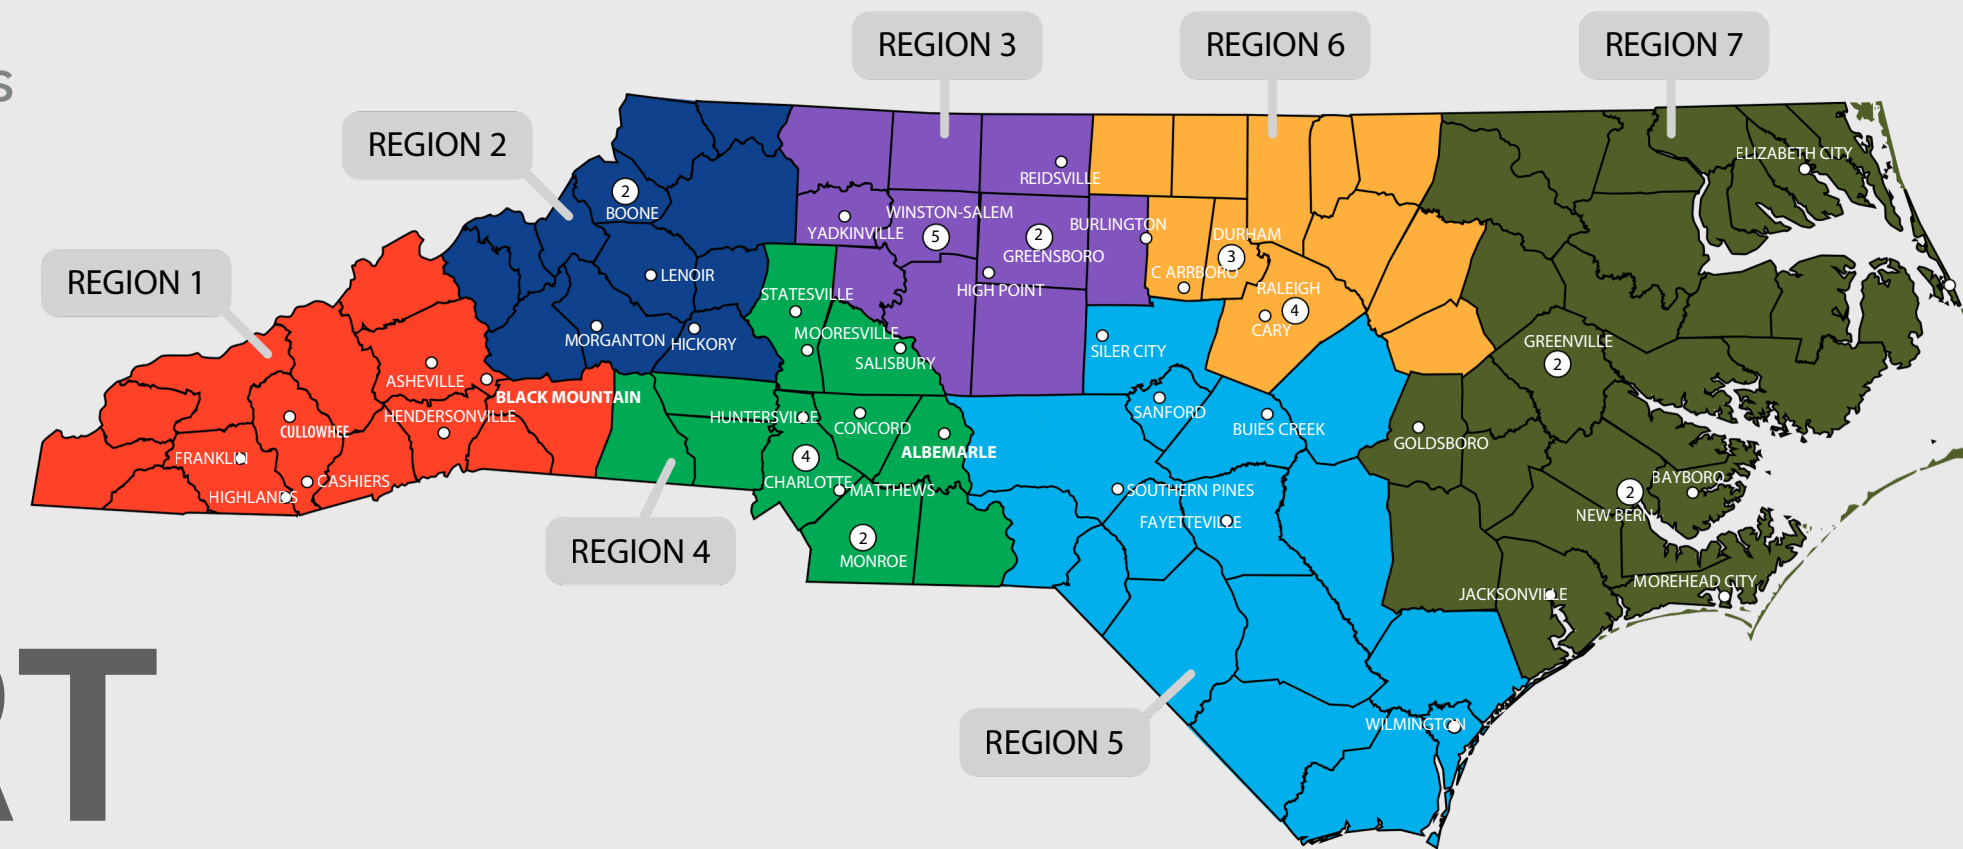 S
REGION 3
REGION 6
REGION 7
REGION 2
REGION 1
ELIZABETH CITY
REIDSVILLE
2
BOONE
WINSTON-SALEM
5
YADKINVILLE
2
GREENSBORO
BURLINGTON
DURHAM
3
CARRBORO
LENOIR
HIGH POINT
RALEIGH
4
CARY
STATESVILLE
MOORESVILLE
SALISBURY
MORGANTON
HICKORY
SILER CITY
GREENVILLE
2
ASHEVILLE
BLACK MOUNTAIN
HENDERSONVILLE
CULLOWHEE
HUNTERSVILLE
CONCORD
SANFORD
BUIES CREEK
GOLDSBORO
FRANKLIN
ALBEMARLE
4
CHARLOTTE
MATTHEWS
HIGHLANDS
CASHIERS
SOUTHERN PINES
FAYETTEVILLE
BAYBORO
2
NEW BERN
REGION 4
2
MONROE
MOREHEAD CITY
JACKSONVILLE
WILMINGTON
REGION 5
RT